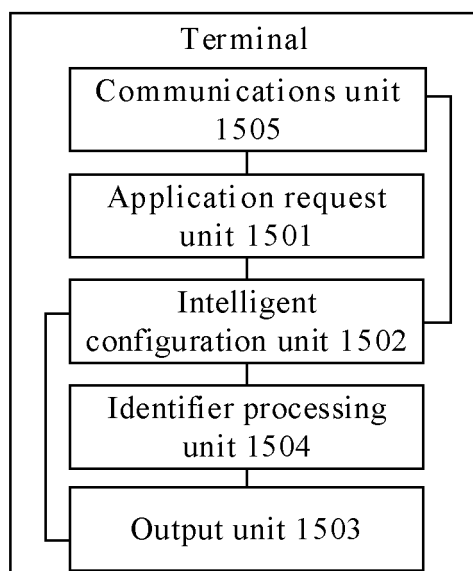 Terminal
Communications unit
1505
Application request
unit 1501
Intelligent
configuration unit 1502
Identifier processing
unit 1504
Output unit 1503